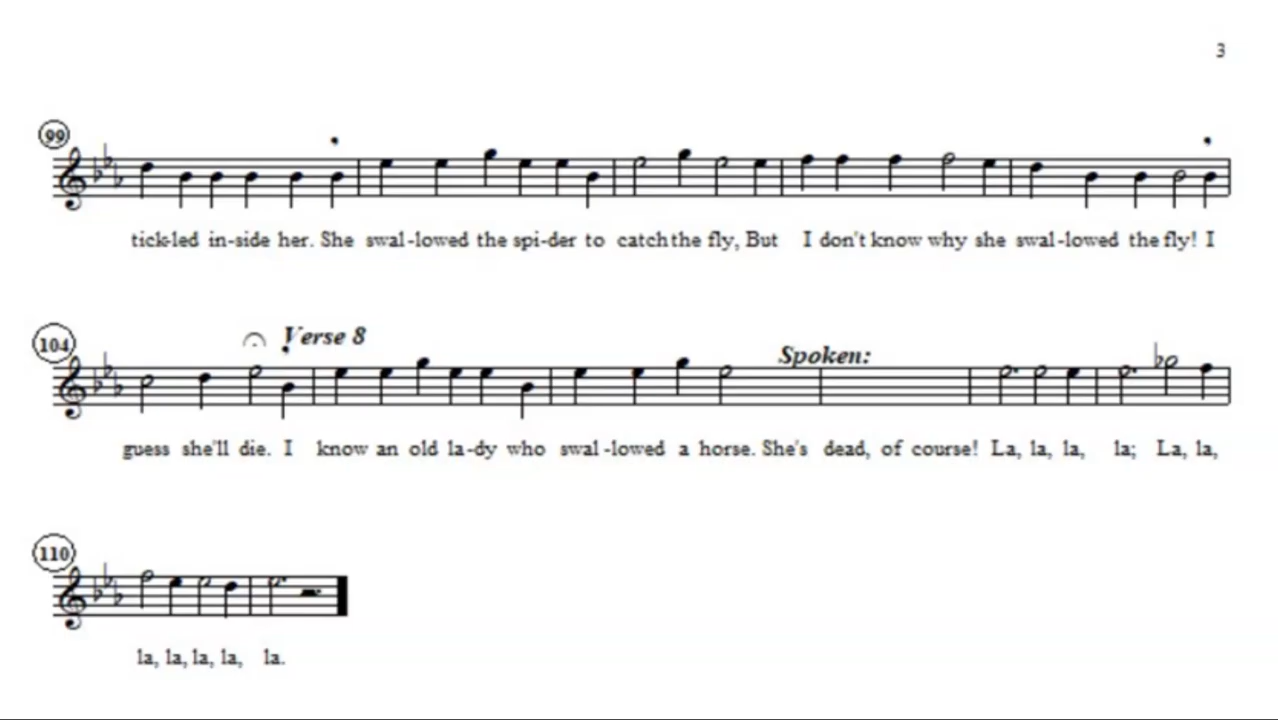 3
99
tick-led in-side her. She swal-lowed the spi-der to catch the fly, But I don't know why she swal-lowed the fly! I
104
Verse 8
Spoken:
guess she'll die. I know an old la-dy who swal-lowed a horse. She's dead, of course! La, la, la, la; La, la,
110
la, la, la, la, la.